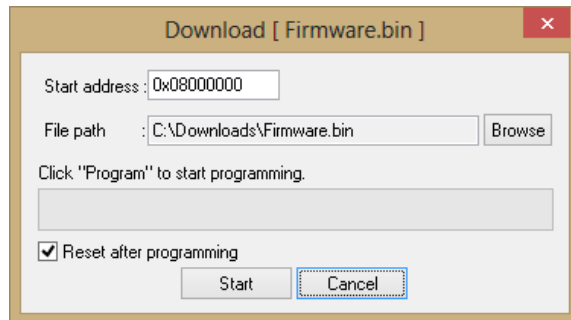 Download [ Firmware.bin ]
Start address : 0x08000000
File path : C:\Downloads\Firmware.bin Browse
Click "Program" to start programming.
Reset after programming
Start Cancel